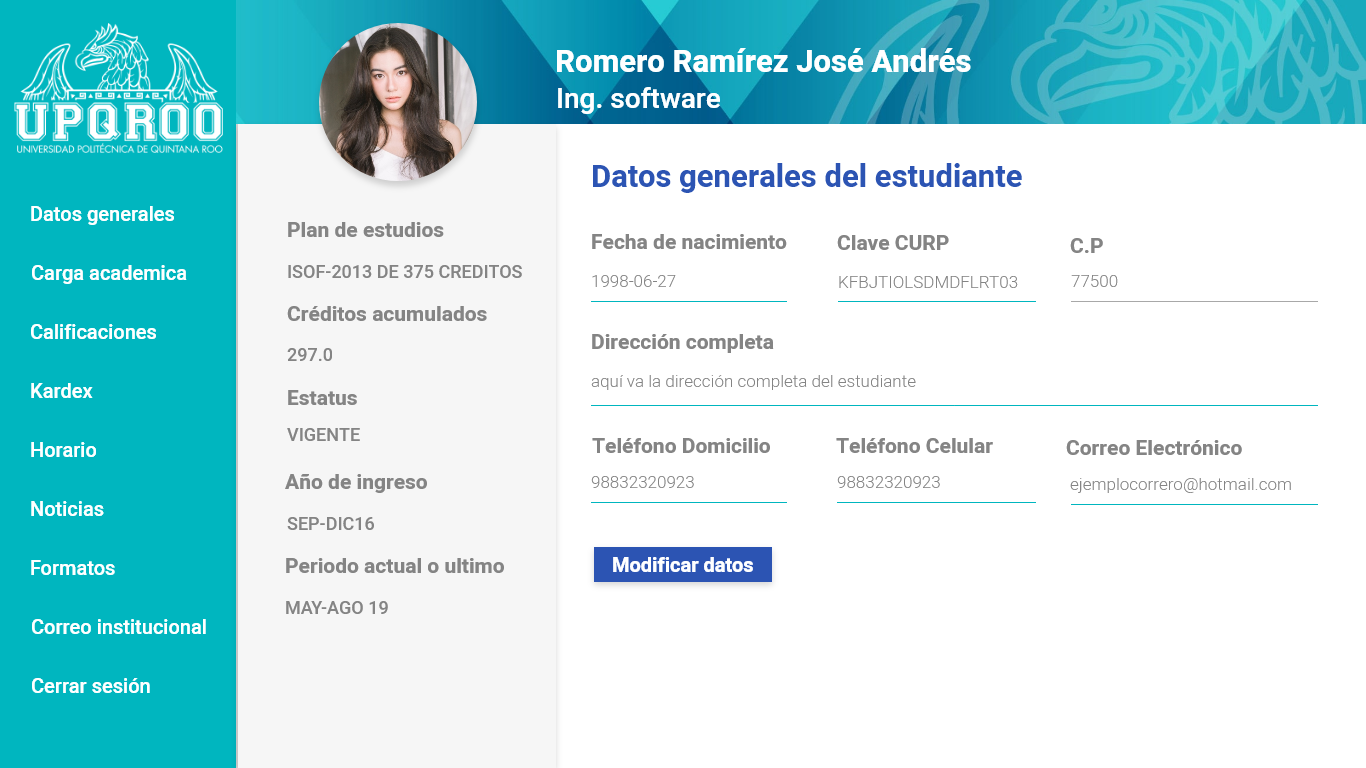 UPQROO
UNIVERSIDAD POLITÉCNICA DE QUINTANA ROO
Datos generales
Carga academica
Calificaciones
Kardex
Horario
Noticias
Formatos
Correo institucional
Cerrar sesión
Romero Ramírez José Andrés
Ing. software
Plan de estudios
ISOF-2013 DE 375 CREDITOS
Créditos acumulados
297.0
Estatus
VIGENTE
Año de ingreso
SEP-DIC16
Periodo actual o ultimo
MAY-AGO 19
Datos generales del estudiante
Fecha de nacimiento
1998-06-27
Clave CURP
KFBJTIOLSDMDFLRT03
C.P
77500
Dirección completa
aquí va la dirección completa del estudiante
Teléfono Domicilio
98832320923
Teléfono Celular
98832320923
Correo Electrónico
ejemplocorrero@hotmail.com
Modificar datos